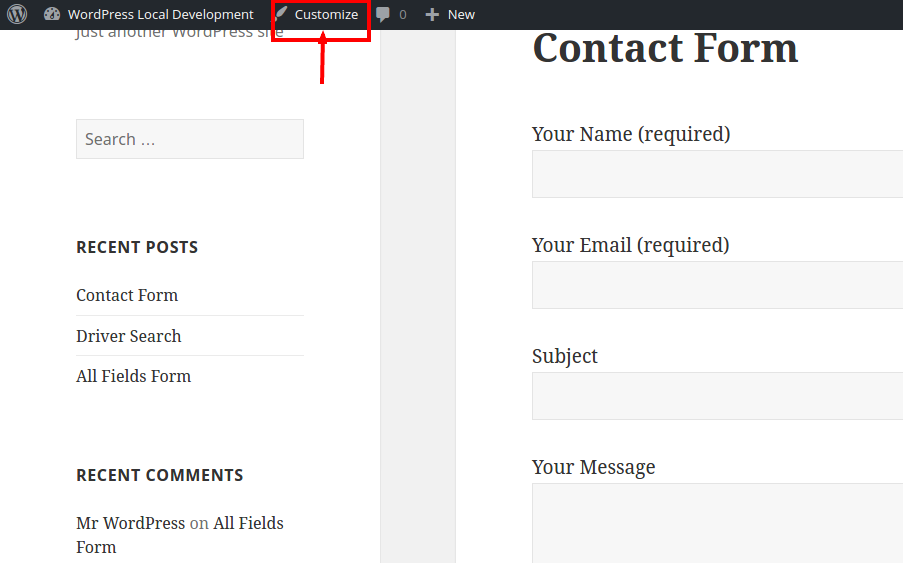 WordPress Local Development Customize 0 New
just another WordPress site
Search …
RECENT POSTS
Contact Form
Driver Search
All Fields Form
RECENT COMMENTS
Mr WordPress on All Fields
Form
Contact Form
Your Name (required)
Your Email (required)
Subject
Your Message